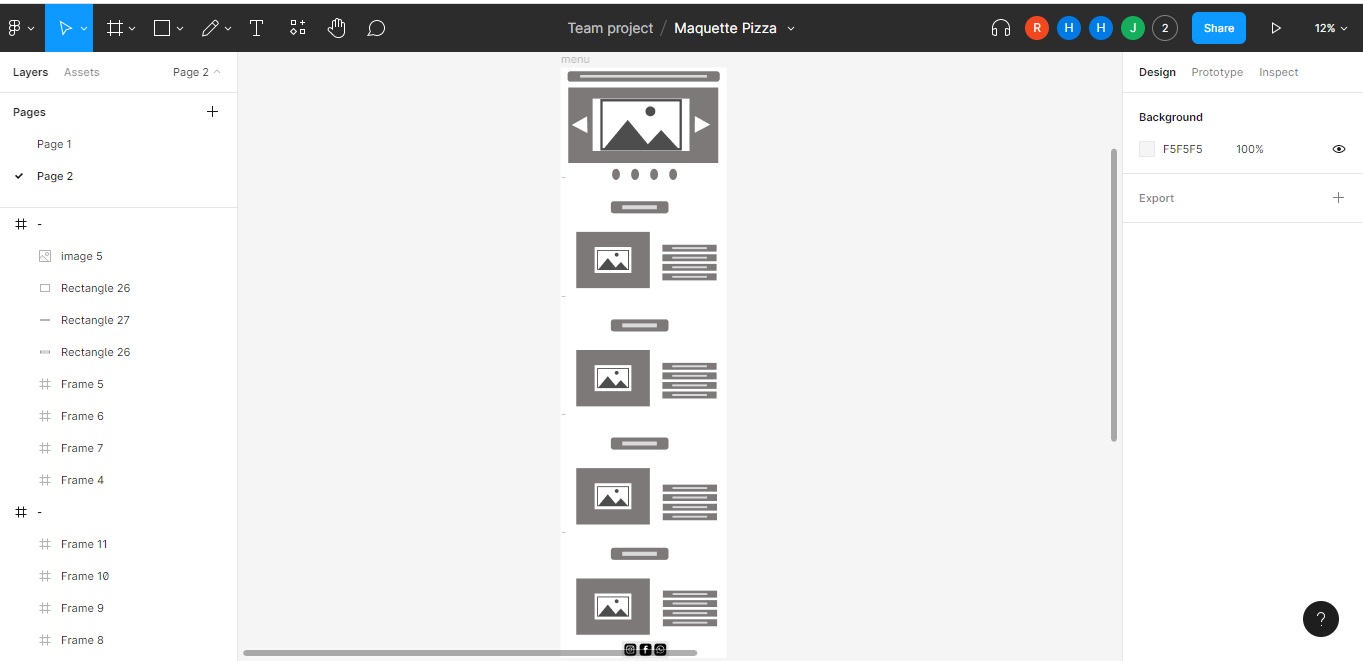 Team project / Maquette Pizza
R H H J 2 Share 12%
Layers Assets Page 2
Pages
Page 1
Page 2
-
image 5
Rectangle 26
Rectangle 27
Rectangle 26
Frame 5
Frame 6
Frame 7
Frame 4
-
Frame 11
Frame 10
Frame 9
Frame 8
menu
Design Prototype Inspect
Background
F5F5F5 100%
Export
?